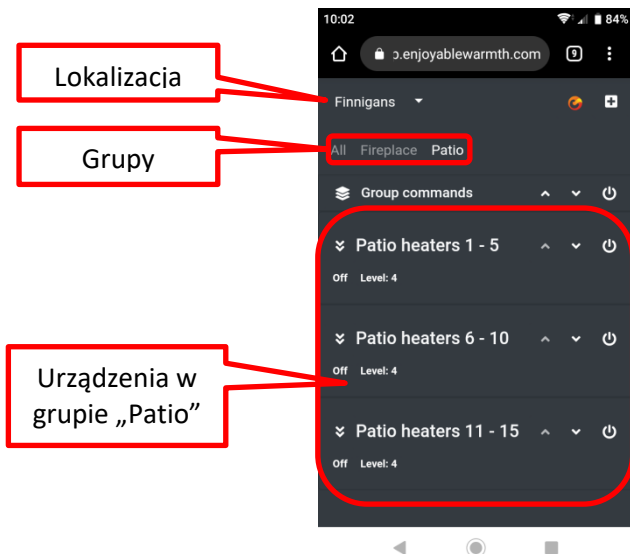 10:02
84%
ɔ.enjoyablewarmth.com
9
Lokalizacja
Finnigans
Grupy
All Fireplace Patio
Group commands
Patio heaters 1 - 5
Off Level: 4
Patio heaters 6 - 10
Off Level: 4
Urządzenia w
grupie „Patio”
Patio heaters 11 - 15
Off Level: 4